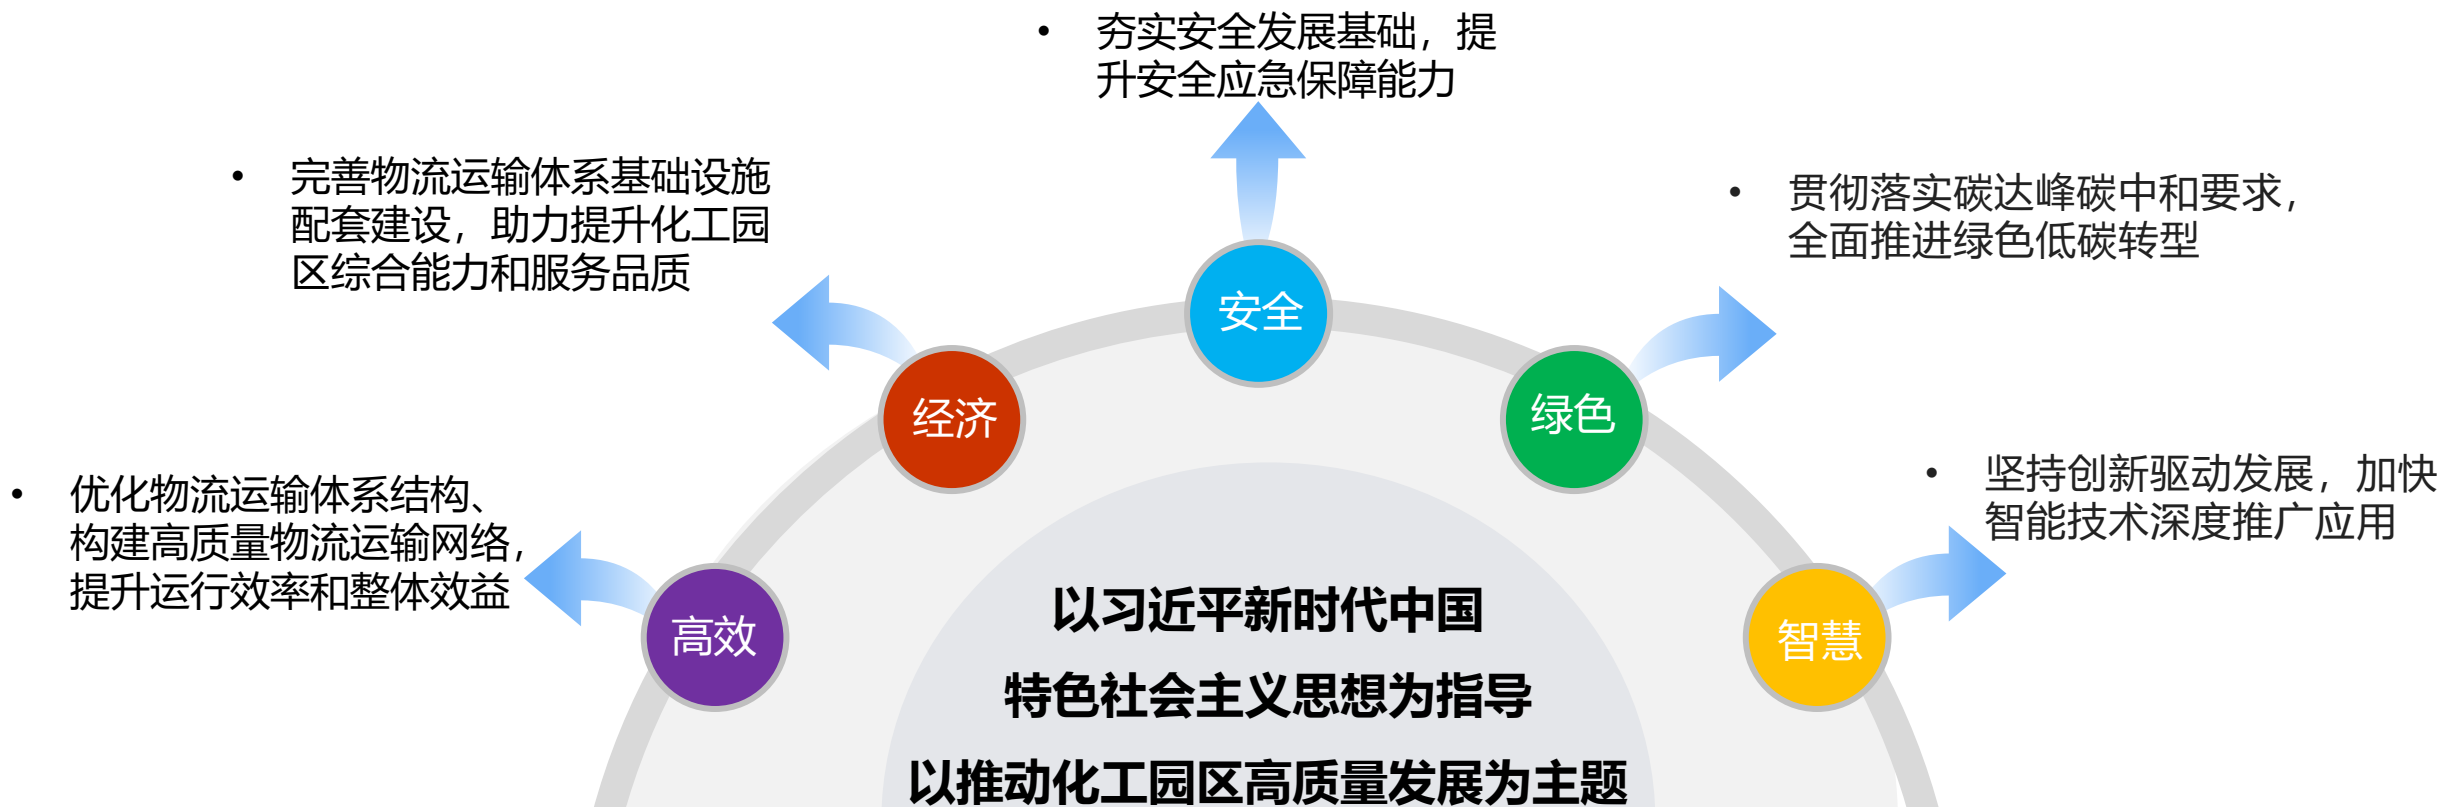 • 夯实安全发展基础，提
升安全应急保障能力
• 完善物流运输体系基础设施
配套建设，助力提升化工园
区综合能力和服务品质
• 贯彻落实碳达峰碳中和要求，
全面推进绿色低碳转型
安全
经济
绿色
• 优化物流运输体系结构、
构建高质量物流运输网络，
提升运行效率和整体效益
• 坚持创新驱动发展，加快
智能技术深度推广应用
高效
智慧
以习近平新时代中国
特色社会主义思想为指导
以推动化工园区高质量发展为主题